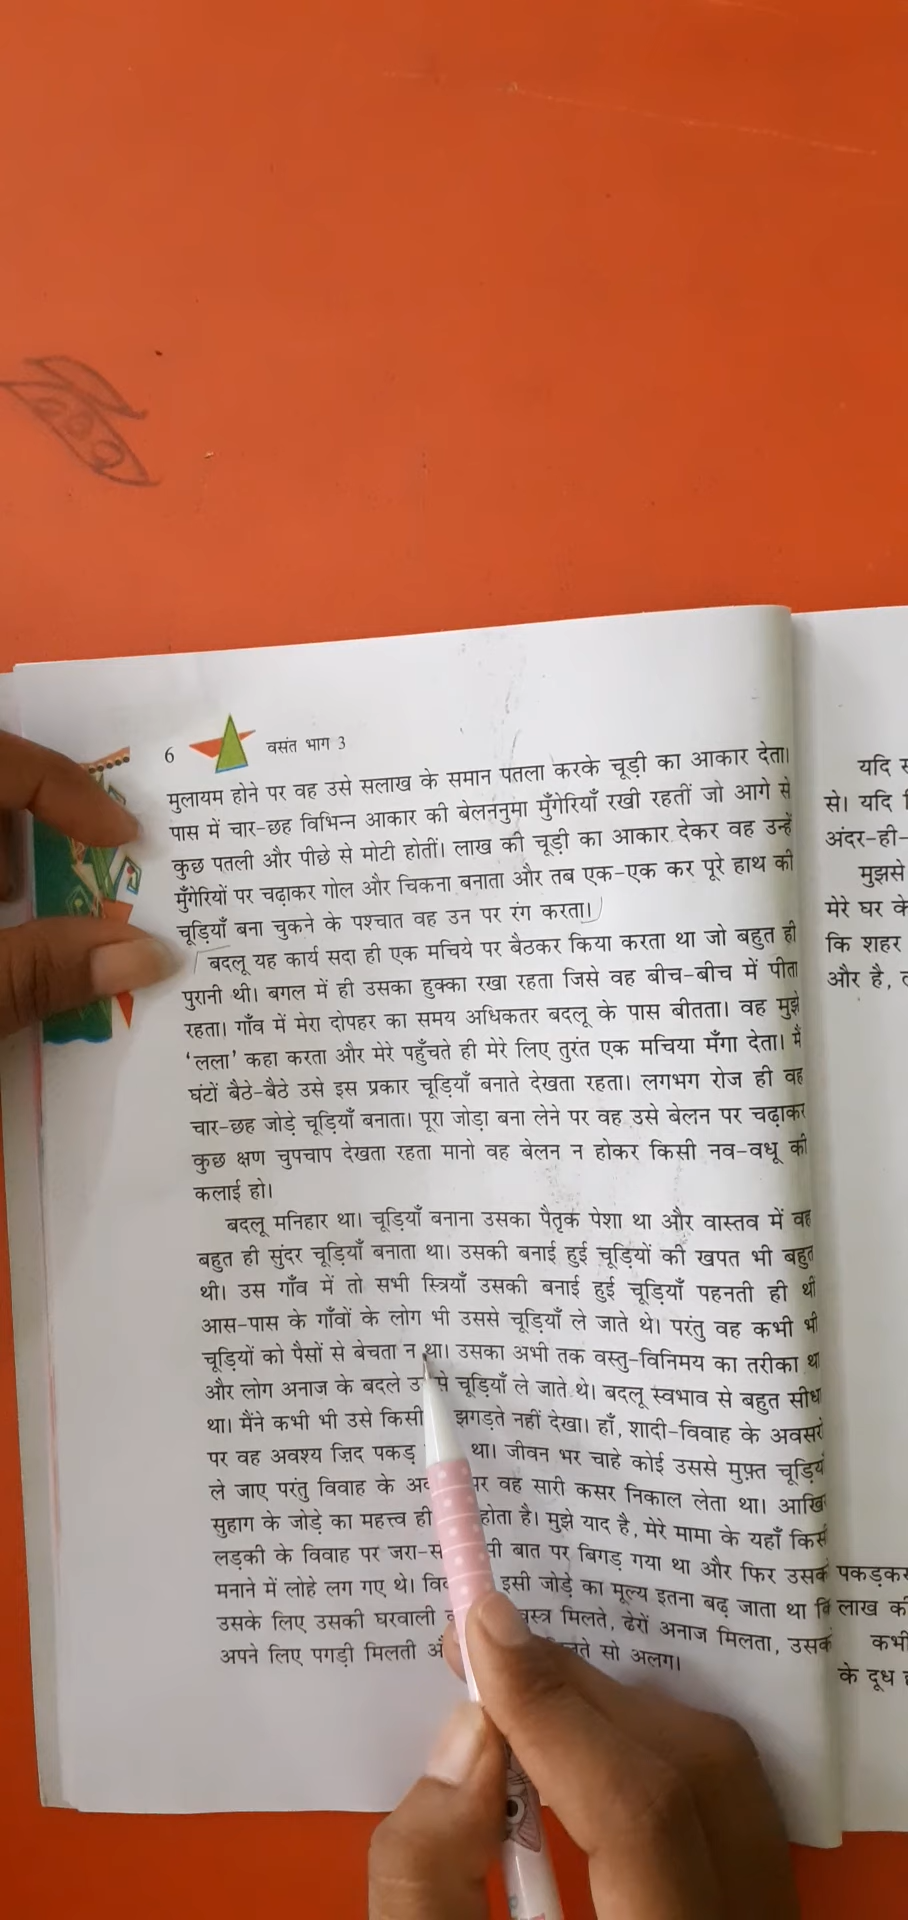 6 वसंत भाग 3
मुलायम होने पर वह उसे सलाख के समान पतला करके चूड़ी का आकार देता।
पास में चार-छह विभिन्न आकार की बेलननुमा मुँगेरियाँ रखी रहतीं जो आगे से
कुछ पतली और पीछे से मोटी होतीं। लाख की चूड़ी का आकार देकर वह उन्हें
मुँगेरियों पर चढ़ाकर गोल और चिकना बनाता और तब एक-एक कर पूरे हाथ की
चूड़ियाँ बना चुकने के पश्चात वह उन पर रंग करता।
बदलू यह कार्य सदा ही एक मचिये पर बैठकर किया करता था जो बहुत ही
पुरानी थी। बगल में ही उसका हुक्का रखा रहता जिसे वह बीच-बीच में पीता
रहता। गाँव में मेरा दोपहर का समय अधिकतर बदलू के पास बीतता। वह मुझे
‘लला’ कहा करता और मेरे पहुँचते ही मेरे लिए तुरंत एक मचिया मँगा देता। मैं
घंटों बैठे-बैठे उसे इस प्रकार चूड़ियाँ बनाते देखता रहता। लगभग रोज ही वह
चार-छह जोड़े चूड़ियाँ बनाता। पूरा जोड़ा बना लेने पर वह उसे बेलन पर चढ़ाकर
कुछ क्षण चुपचाप देखता रहता मानो वह बेलन न होकर किसी नव-वधू की
कलाई हो।
बदलू मनिहार था। चूड़ियाँ बनाना उसका पैतृक पेशा था और वास्तव में वह
बहुत ही सुंदर चूड़ियाँ बनाता था। उसकी बनाई हुई चूड़ियों की खपत भी बहुत
थी। उस गाँव में तो सभी स्त्रियाँ उसकी बनाई हुई चूड़ियाँ पहनती ही थीं
आस-पास के गाँवों के लोग भी उससे चूड़ियाँ ले जाते थे। परंतु वह कभी भी
चूड़ियों को पैसों से बेचता न था। उसका अभी तक वस्तु-विनिमय का तरीका था
और लोग अनाज के बदले चूड़ियाँ ले जाते थे। बदलू स्वभाव से बहुत सीधा
था। मैंने कभी भी उसे किसी झगड़ते नहीं देखा। हाँ, शादी-विवाह के अवसरों
पर वह अवश्य ज़िद पकड़ था। जीवन भर चाहे कोई उससे मुफ़्त
ले जाए परंतु विवाह के पर वह सारी कसर निकाल लेता था।
सुहाग के जोड़े का महत्त्व ही होता है। मुझे याद है, मेरे मामा के यहाँ
लड़की के विवाह पर बात पर बिगड़ गया था और फिर
मनाने में लोहे लग गए थे। इसी जोड़े का मूल्य इतना बढ़ जाता था
उसके लिए उसकी घरवाली वस्त्र मिलते, ढेरों अनाज मिलता,
अपने लिए पगड़ी मिलती सो अलग।
यदि
से। यदि
अंदर-ही-
मुझसे
मेरे घर के
कि शहर
और है,
पकड़कर
लाख की
कभी
के दूध